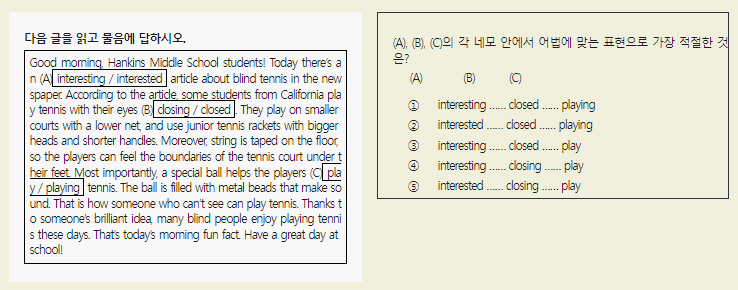 다음 글을 읽고 물음에 답하시오.
Good morning, Hankins Middle School students! Today there's a
n (A) interesting / interested article about blind tennis in the new
spaper. According to the article, some students from California pla
y tennis with their eyes (B) closing / closed . They play on smaller
courts with a lower net, and use junior tennis rackets with bigger
heads and shorter handles. Moreover, string is taped on the floor,
so the players can feel the boundaries of the tennis court under t
heir feet. Most importantly, a special ball helps the players (C) pla
y / playing tennis. The ball is filled with metal beads that make so
und. That is how someone who can't see can play tennis. Thanks t
o someone's brilliant idea, many blind people enjoy playing tenni
s these days. That's today's morning fun fact. Have a great day at
school!
(A), (B), (C)의 각 네모 안에서 어법에 맞는 표현으로 가장 적절한 것
은?
(A) (B) (C)
① interesting ...... closed ...... playing
② interested ...... closed ...... playing
③ interesting ...... closed ...... play
④ interesting ...... closing ...... play
⑤ interested ...... closing ...... play